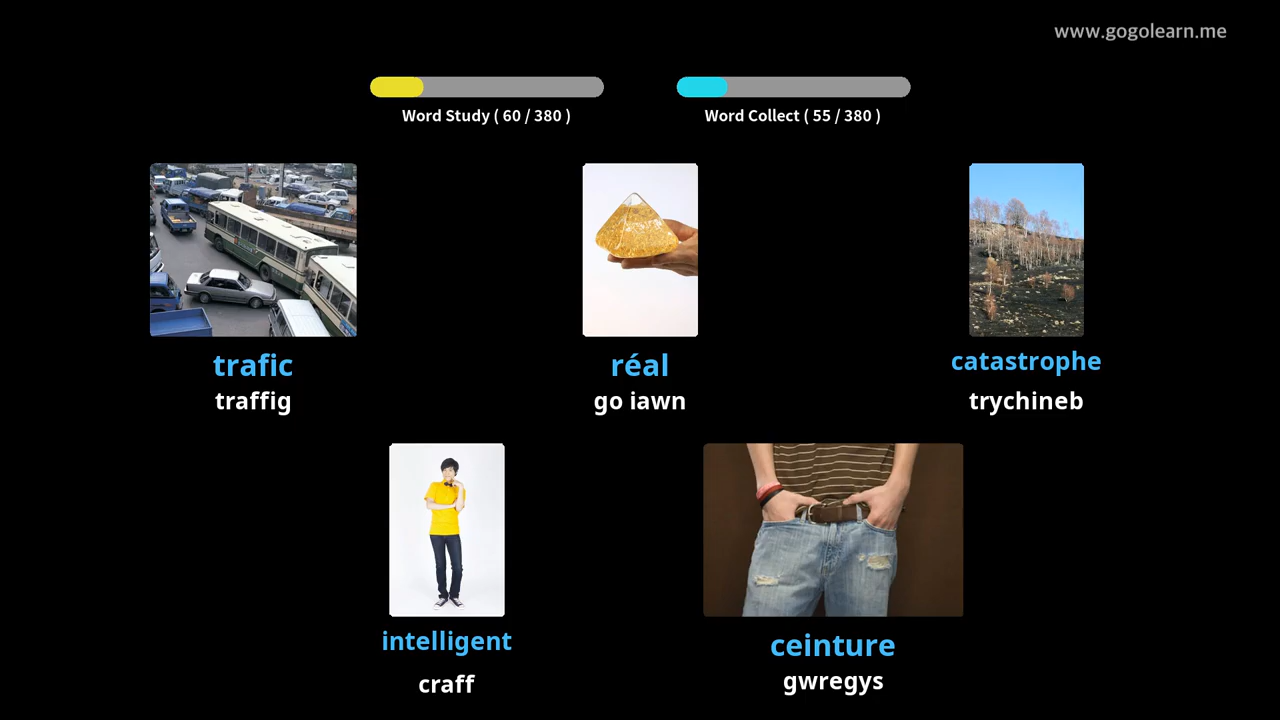 www.gogolearn.me
Word Study ( 60 / 380 )
Word Collect ( 55 / 380 )
trafic
traffig
réal
go iawn
catastrophe
trychineb
intelligent
craff
ceinture
gwregys